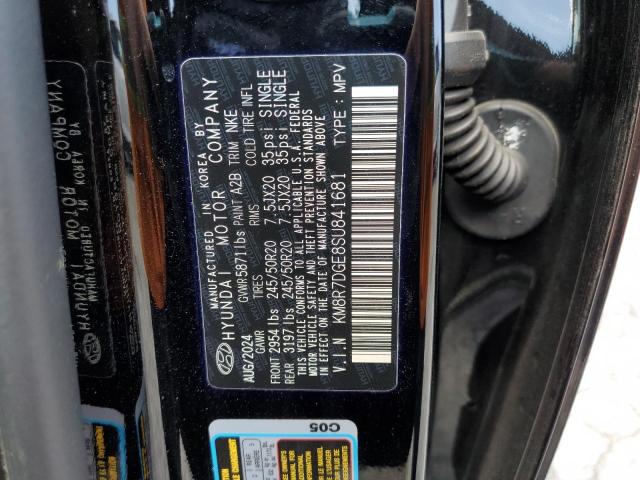 MANUFACTURED IN KOREA BY
HYUNDAI MOTOR COMPANY
AUG/2024 GVWR 5871lbs PAINT A2B TRIM NKE
GAWR TIRES RIMS COLD TIRE INFL
FRONT 2954 lbs 245/50R20 7.5JX20 35psi SINGLE
REAR 3197 lbs 245/50R20 7.5JX20 35psi SINGLE
THIS VEHICLE CONFORMS TO ALL APPLICABLE U.S. FEDERAL
MOTOR VEHICLE SAFETY AND THEFT PREVENTION STANDARDS
IN EFFECT ON THE DATE OF MANUFACTURE SHOWN ABOVE.
V.I.N KM8R7DGE8SU841681 TYPE : MPV
C05
REAR
ARRIERE